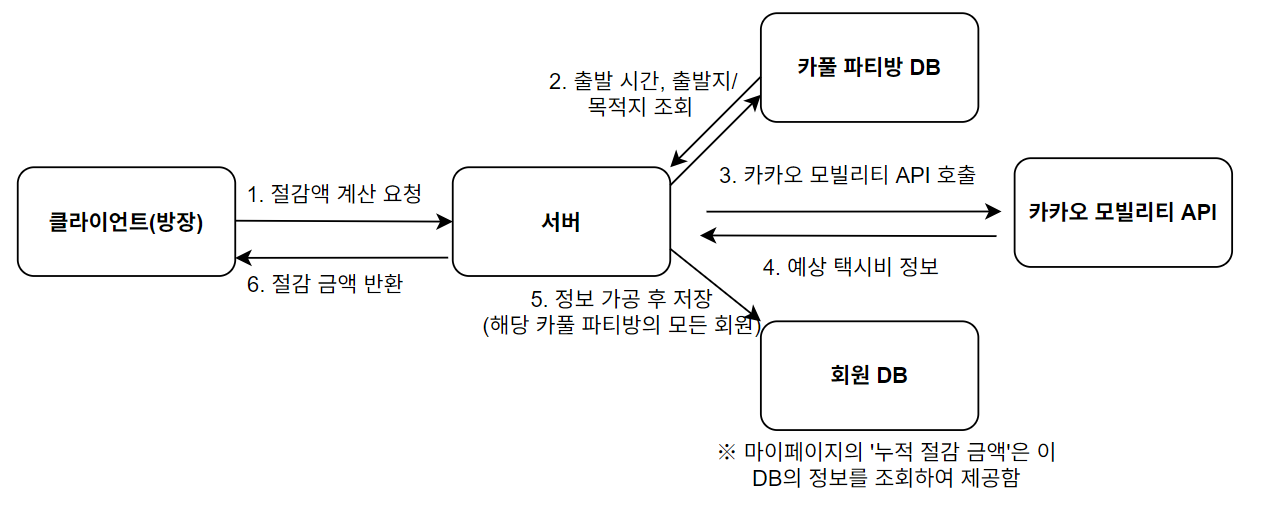 카풀 파티방 DB
2. 출발 시간, 출발지/
목적지 조회
1. 절감액 계산 요청
3. 카카오 모빌리티 API 호출
클라이언트(방장)
서버
카카오 모빌리티 API
6. 절감 금액 반환
4. 예상 택시비 정보
5. 정보 가공 후 저장
(해당 카풀 파티방의 모든 회원)
회원 DB
※ 마이페이지의 '누적 절감 금액'은 이
DB의 정보를 조회하여 제공함